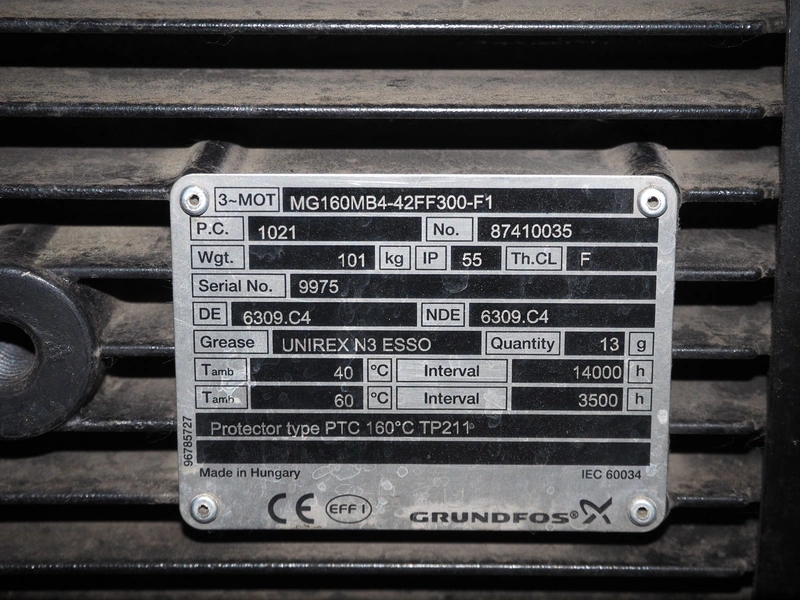 3~MOT MG160MB4-42FF300-F1
P.C. 1021 No. 87410035
Wgt. 101 kg IP 55 Th.CL F
Serial No. 9975
DE 6309.C4 NDE 6309.C4
Grease UNIREX N3 ESSO Quantity 13 g
Tamb 40 °C Interval 14000 h
Tamb 60 °C Interval 3500 h
Protector type PTC 160°C TP211
96785727
Made in Hungary IEC 60034
CE EFF 1 GRUNDFOS®